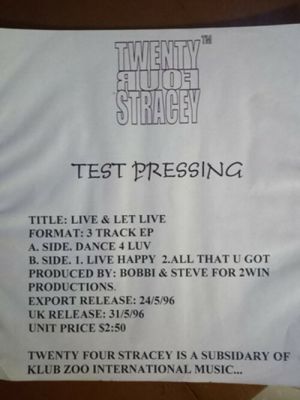 TWENTY ™
FOUR
STRACEY
TEST PRESSING
TITLE: LIVE & LET LIVE
FORMAT: 3 TRACK EP
A. SIDE. DANCE 4 LUV
B. SIDE. 1. LIVE HAPPY 2.ALL THAT U GOT
PRODUCED BY: BOBBI & STEVE FOR 2WIN
PRODUCTIONS.
EXPORT RELEASE: 24/5/96
UK RELEASE: 31/5/96
UNIT PRICE $2:50
TWENTY FOUR STRACEY IS A SUBSIDARY OF
KLUB ZOO INTERNATIONAL MUSIC...